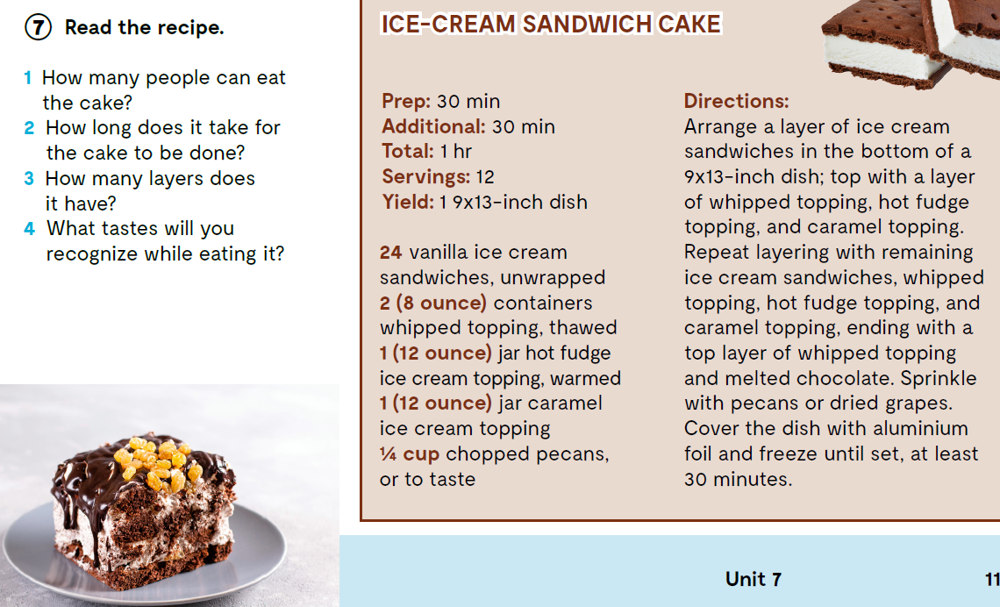 7 Read the recipe.
1 How many people can eat
the cake?
2 How long does it take for
the cake to be done?
3 How many layers does
it have?
4 What tastes will you
recognize while eating it?
ICE-CREAM SANDWICH CAKE
Prep: 30 min
Additional: 30 min
Total: 1 hr
Servings: 12
Yield: 1 9x13-inch dish
24 vanilla ice cream
sandwiches, unwrapped
2 (8 ounce) containers
whipped topping, thawed
1 (12 ounce) jar hot fudge
ice cream topping, warmed
1 (12 ounce) jar caramel
ice cream topping
¼ cup chopped pecans,
or to taste
Directions:
Arrange a layer of ice cream
sandwiches in the bottom of a
9x13-inch dish; top with a layer
of whipped topping, hot fudge
topping, and caramel topping.
Repeat layering with remaining
ice cream sandwiches, whipped
topping, hot fudge topping, and
caramel topping, ending with a
top layer of whipped topping
and melted chocolate. Sprinkle
with pecans or dried grapes.
Cover the dish with aluminium
foil and freeze until set, at least
30 minutes.
Unit 7
11